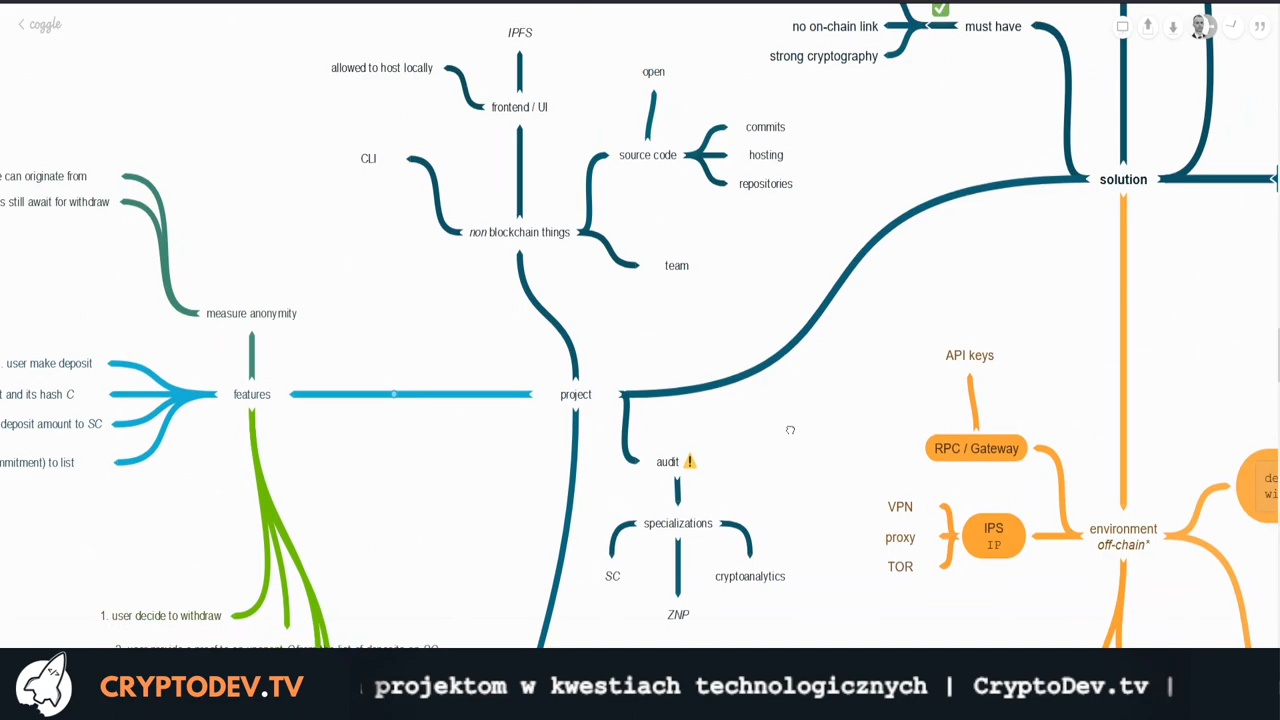 coggle
IPFS
no on-chain link
must have
strong cryptography
allowed to host locally
open
frontend / UI
commits
CLI
source code
hosting
e can originate from
repositories
solution
s still await for withdraw
non blockchain things
team
measure anonymity
API keys
. user make deposit
features
project
t and its hash C
deposit amount to SC
RPC / Gateway
mmitment) to list
audit
de
wi
VPN
specializations
IPS
IP
environment
off-chain*
proxy
TOR
SC
cryptoanalytics
ZNP
1. user decide to withdraw
CRYPTODEV.TV
projektom w kwestiach technologicznych | CryptoDev.tv |